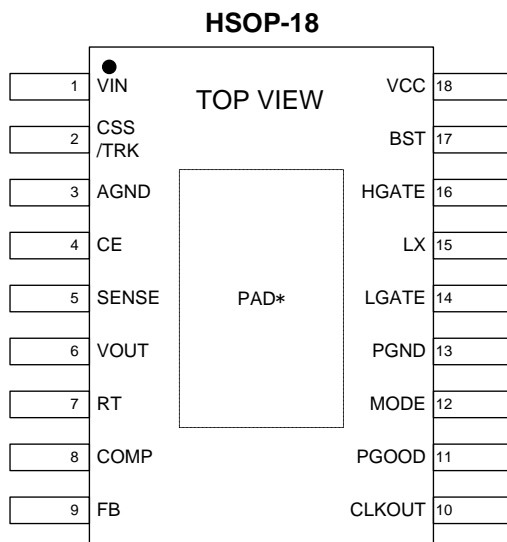 HSOP-18
TOP VIEW
1 VIN
2 CSS
/TRK
3 AGND
4 CE
5 SENSE
6 VOUT
7 RT
8 COMP
9 FB
PAD*
VCC 18
BST 17
HGATE 16
LX 15
LGATE 14
PGND 13
MODE 12
PGOOD 11
CLKOUT 10